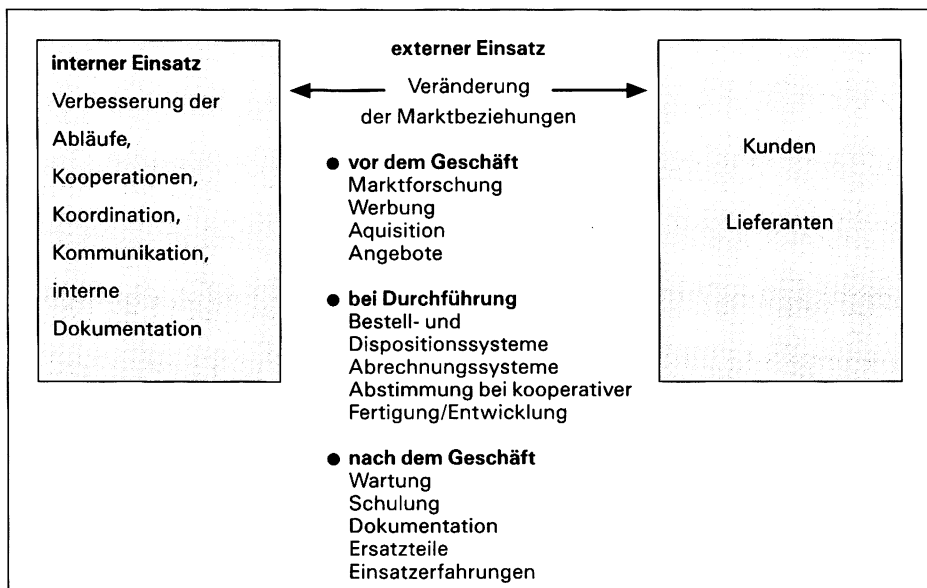 interner Einsatz
Verbesserung der
Abläufe,
Kooperationen,
Koordination,
Kommunikation,
interne
Dokumentation
externer Einsatz
Veränderung
der Marktbeziehungen
● vor dem Geschäft
Marktforschung
Werbung
Aquisition
Angebote
● bei Durchführung
Bestell- und
Dispositionssysteme
Abrechnungssysteme
Abstimmung bei kooperativer
Fertigung/Entwicklung
● nach dem Geschäft
Wartung
Schulung
Dokumentation
Ersatzteile
Einsatzerfahrungen
Kunden
Lieferanten